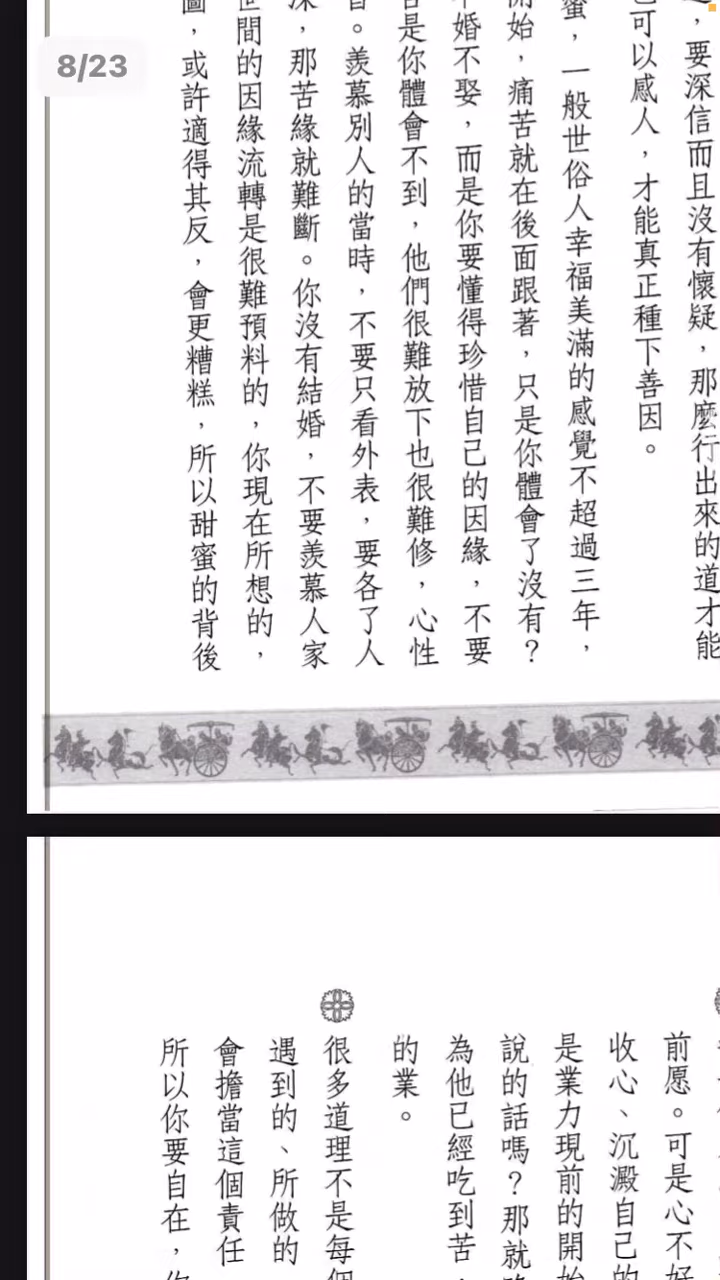 8/23
，要深信而且沒有懷疑，那麼行出來的道才能
也可以感人，才能真正種下善因。
蜜，一般世俗人幸福美滿的感覺不超過三年，
開始，痛苦就在後面跟著，只是你體會了沒有？
不婚不娶，而是你要懂得珍惜自己的因緣，不要
是你體會不到，他們很難放下也很難修，心性
。羨慕別人的當時，不要只看外表，要各了人
深，那苦緣就難斷。你沒有結婚，不要羨慕人家
世間的因緣流轉是很難預料的，你現在所想的，
圖，或許適得其反，會更糟糕，所以甜蜜的背後
前愿。可是心不好
收心、沉澱自己的
是業力現前的開始
說的話嗎？那就
為他已經吃到苦，
的業。
很多道理不是每個
遇到的、所做的
會擔當這個責任
所以你要自在，你